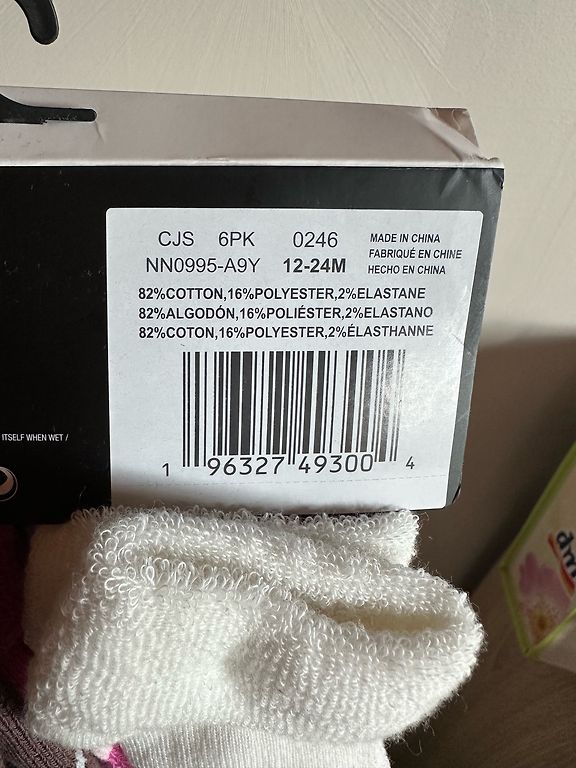 CJS 6PK 0246
NN0995-A9Y 12-24M
MADE IN CHINA
FABRIQUÉ EN CHINE
HECHO EN CHINA
82%COTTON,16%POLYESTER,2%ELASTANE
82%ALGODÓN,16%POLIÉSTER,2%ELASTANO
82%COTON,16%POLYESTER,2%ÉLASTHANNE
1 96327 49300 4
ITSELF WHEN WET /
dm